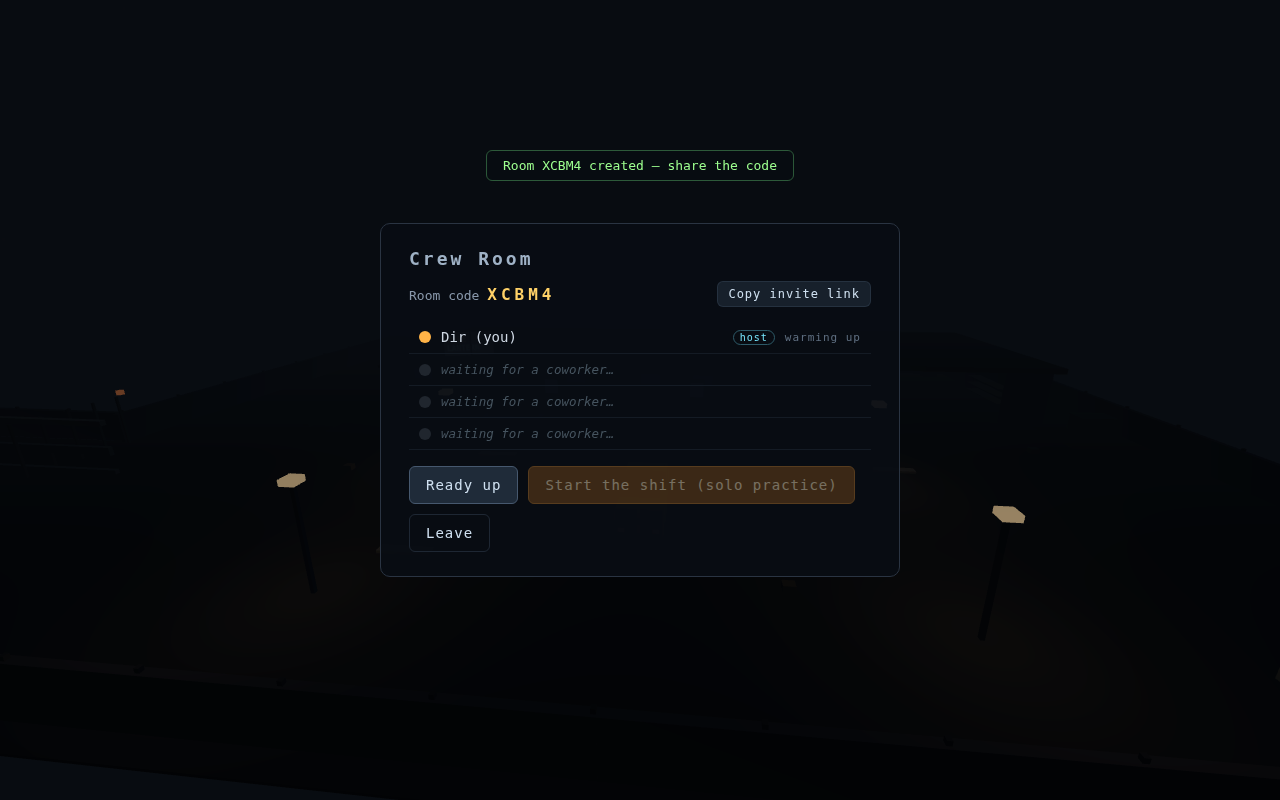 Room XCBM4 created — share the code
Crew Room
Room code XCBM4 Copy invite link
Dir (you) host warming up
waiting for a coworker…
waiting for a coworker…
waiting for a coworker…
Ready up Start the shift (solo practice)
Leave